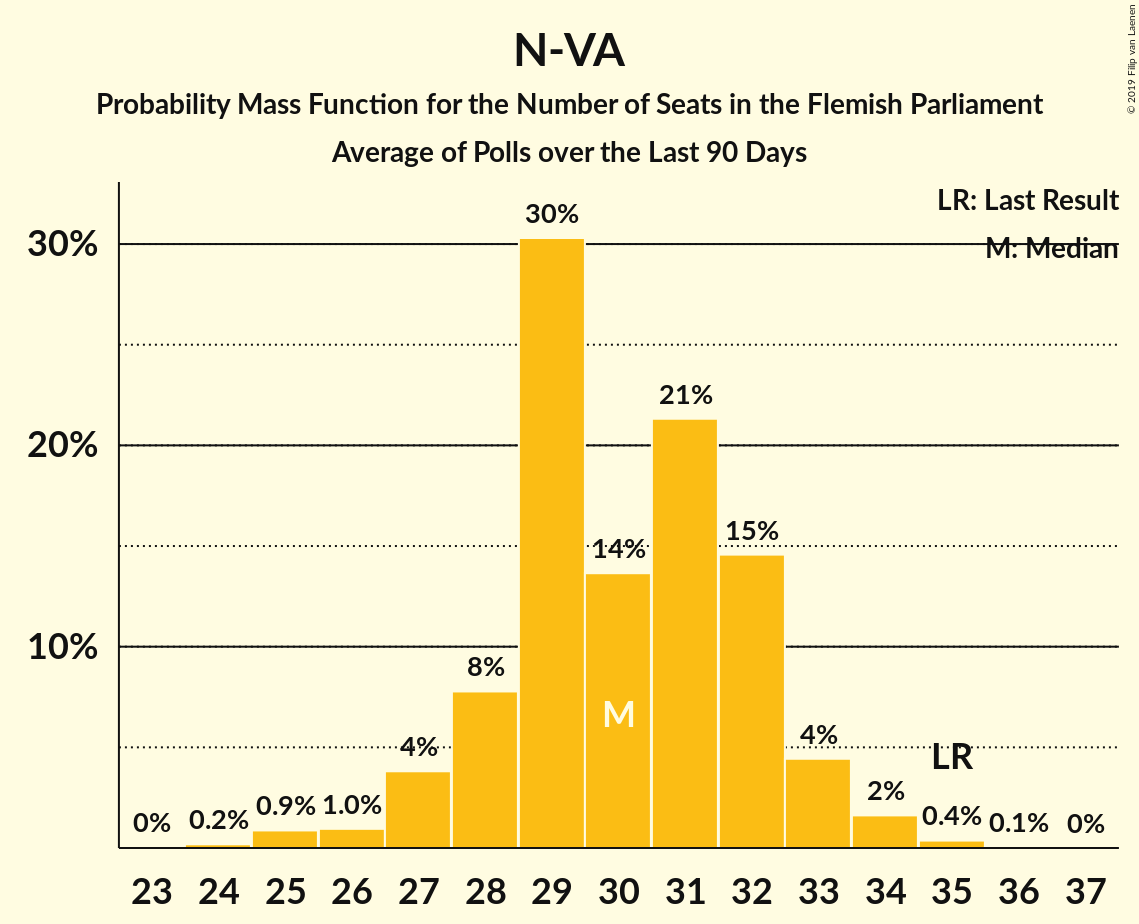 N-VA
Probability Mass Function for the Number of Seats in the Flemish Parliament
Average of Polls over the Last 90 Days
© 2019 Filip van Laenen
LR: Last Result
M: Median
30%
20%
10%
0%
0.2%
0.9%
1.0%
4%
8%
30%
14%
21%
15%
4%
2%
0.4%
0.1%
0%
M
LR
23 24 25 26 27 28 29 30 31 32 33 34 35 36 37